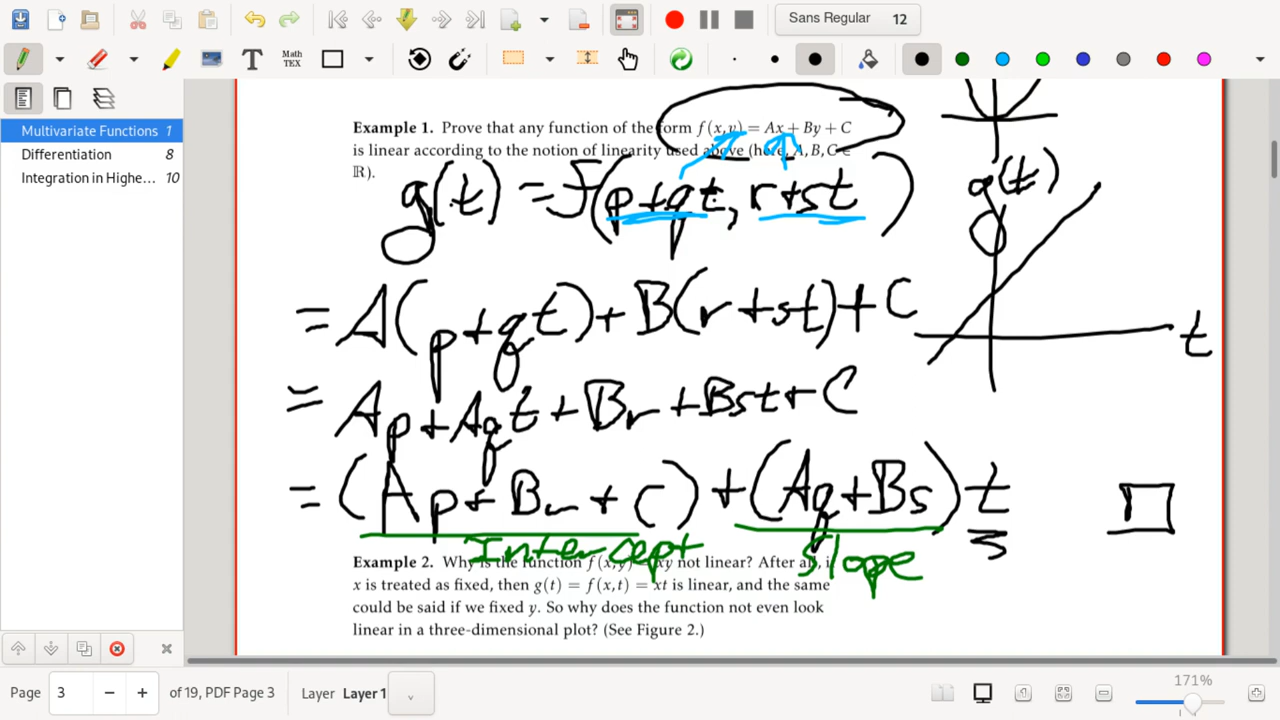 Sans Regular 12
T Math TEX
Multivariate Functions 1
Differentiation 8
Integration in Highe... 10
Example 1. Prove that any function of the form f(x,y) = Ax + By + C
is linear according to the notion of linearity used above (here, A, B, C ∈
ℝ).
g(t) = f(p+qt, r+st)
g(t)
= A(p+qt)+B(r+st)+C
t
= Ap+Aqt+Br+Bst+C
= (Ap+Br+C)+(Aq+Bs)t
Intercept slope
Example 2. Why is the function f(x,y) = xy not linear? After all, if
x is treated as fixed, then g(t) = f(x,t) = xt is linear, and the same
could be said if we fixed y. So why does the function not even look
linear in a three-dimensional plot? (See Figure 2.)
Page 3 of 19, PDF Page 3 Layer Layer 1 171%